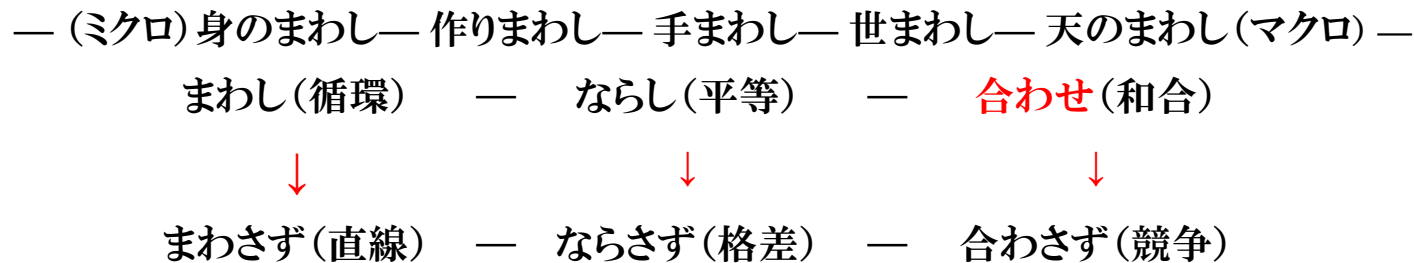 — (ミクロ)身のまわし— 作りまわし— 手まわし— 世まわし— 天のまわし(マクロ) —
まわし(循環) — ならし(平等) — 合わせ(和合)
↓ ↓ ↓
まわさず(直線) — ならさず(格差) — 合わさず(競争)